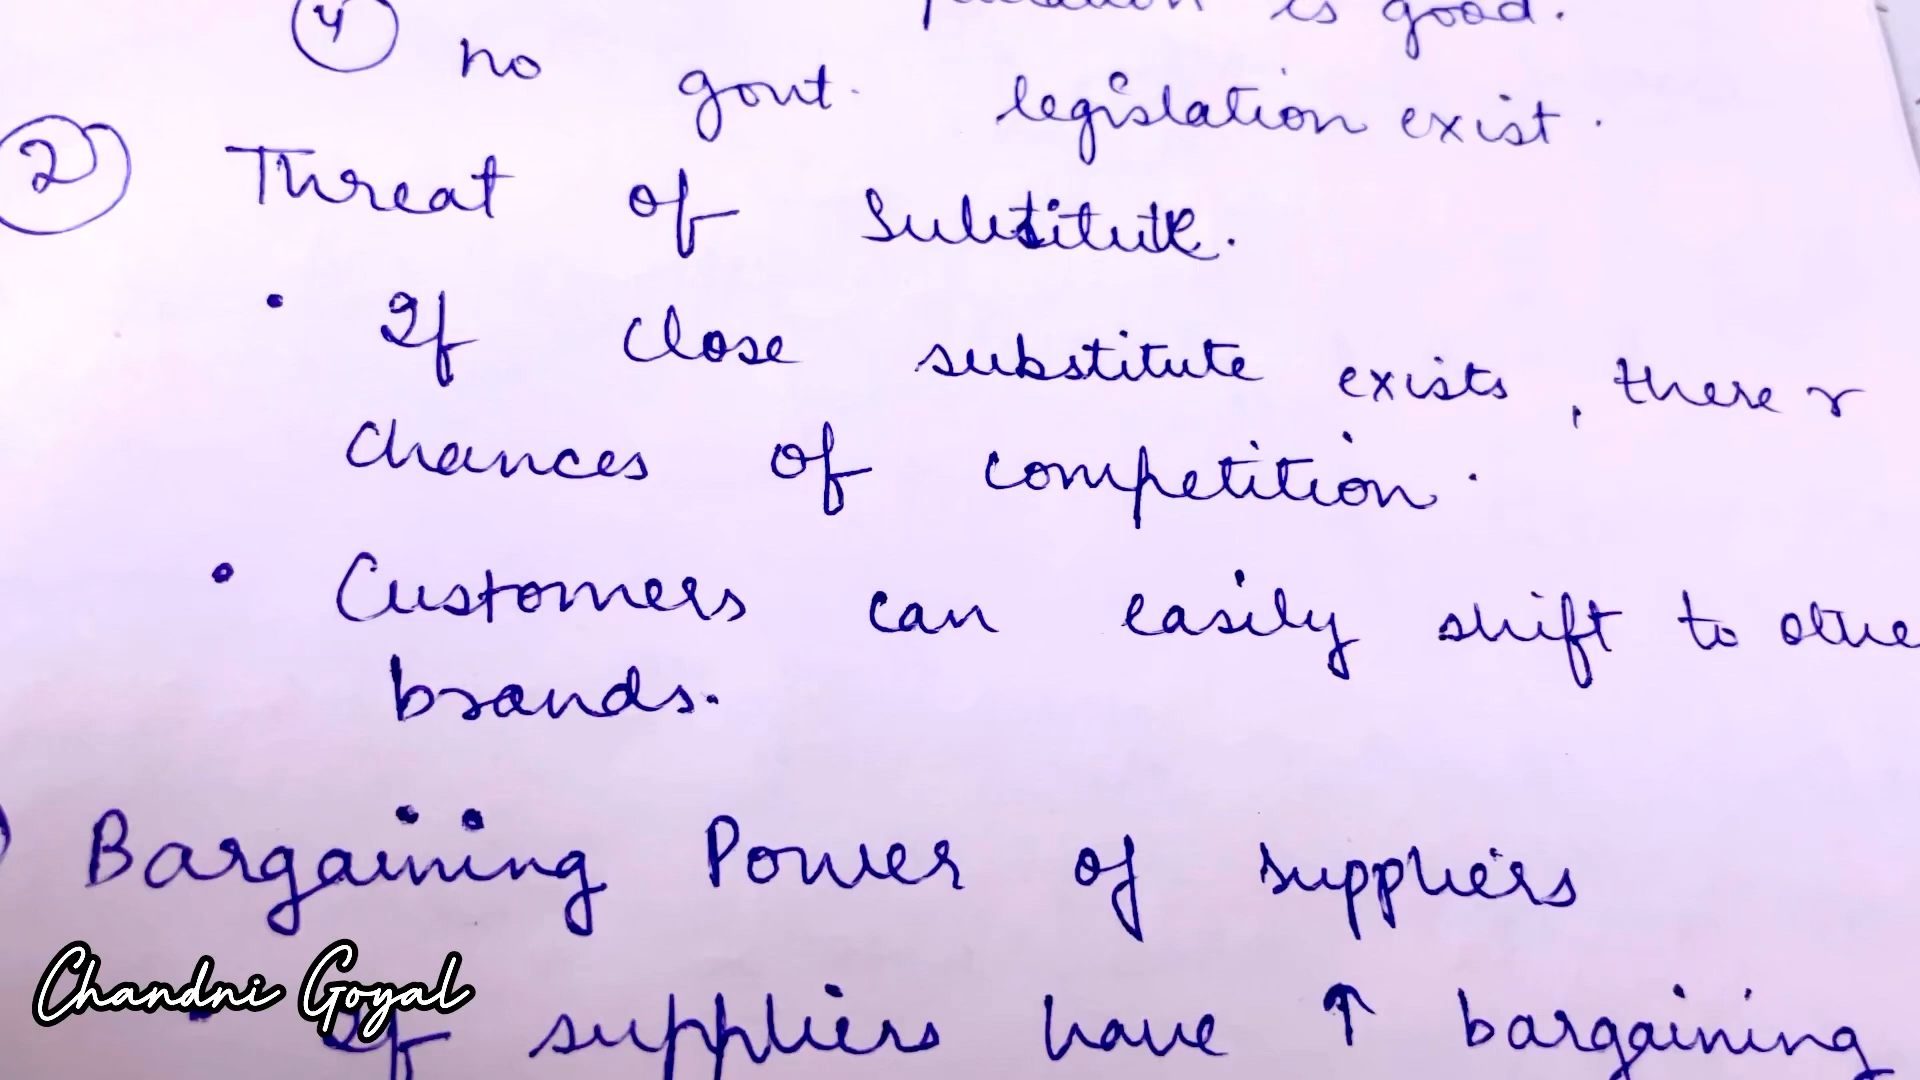 is good.
4 no govt. legislation exist.
2 Threat of Substitute.
• If close substitute exists, there r
chances of competition.
• Customers can easily shift to othe
brands.
Bargaining Power of suppliers
• If suppliers have ↑ bargaining
Chandni Goyal